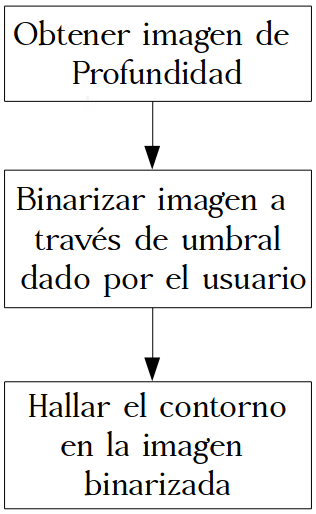 Obtener imagen de
Profundidad
Binarizar imagen a
través de umbral
dado por el usuario
Hallar el contorno
en la imagen
binarizada